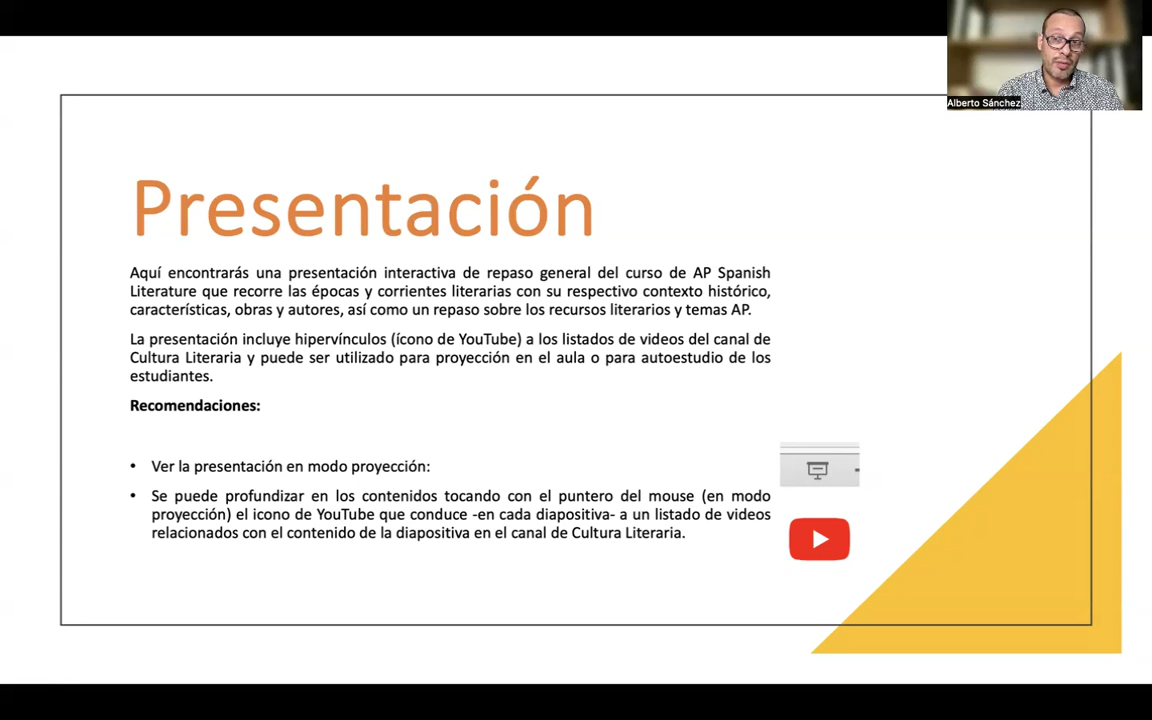 Alberto Sánchez
Presentación
Aquí encontrarás una presentación interactiva de repaso general del curso de AP Spanish
Literature que recorre las épocas y corrientes literarias con su respectivo contexto histórico,
características, obras y autores, así como un repaso sobre los recursos literarios y temas AP.
La presentación incluye hipervínculos (ícono de YouTube) a los listados de videos del canal de
Cultura Literaria y puede ser utilizado para proyección en el aula o para autoestudio de los
estudiantes.
Recomendaciones:
• Ver la presentación en modo proyección:
• Se puede profundizar en los contenidos tocando con el puntero del mouse (en modo
proyección) el icono de YouTube que conduce -en cada diapositiva- a un listado de videos
relacionados con el contenido de la diapositiva en el canal de Cultura Literaria.